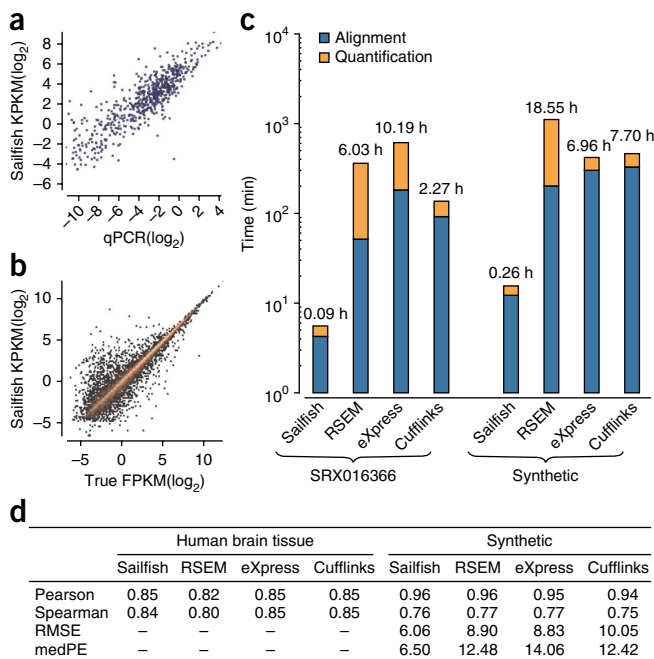 a
Sailfish KPKM(log2)
8
6
4
2
0
−2
−4
−6
−10 −8 −6 −4 −2 0 2 4
qPCR(log2)
b
Sailfish KPKM(log2)
10
5
0
−5
−5 0 5 10
True FPKM(log2)
c
Alignment
Quantification
Time (min)
10^4
10^3
10^2
10^1
10^0
0.09 h
6.03 h
10.19 h
2.27 h
0.26 h
18.55 h
6.96 h
7.70 h
Sailfish RSEM eXpress Cufflinks Sailfish RSEM eXpress Cufflinks
SRX016366 Synthetic
d
Human brain tissue Synthetic
Sailfish RSEM eXpress Cufflinks Sailfish RSEM eXpress Cufflinks
Pearson 0.85 0.82 0.85 0.85 0.96 0.96 0.95 0.94
Spearman 0.84 0.80 0.85 0.85 0.76 0.77 0.77 0.75
RMSE – – – – 6.06 8.90 8.83 10.05
medPE – – – – 6.50 12.48 14.06 12.42